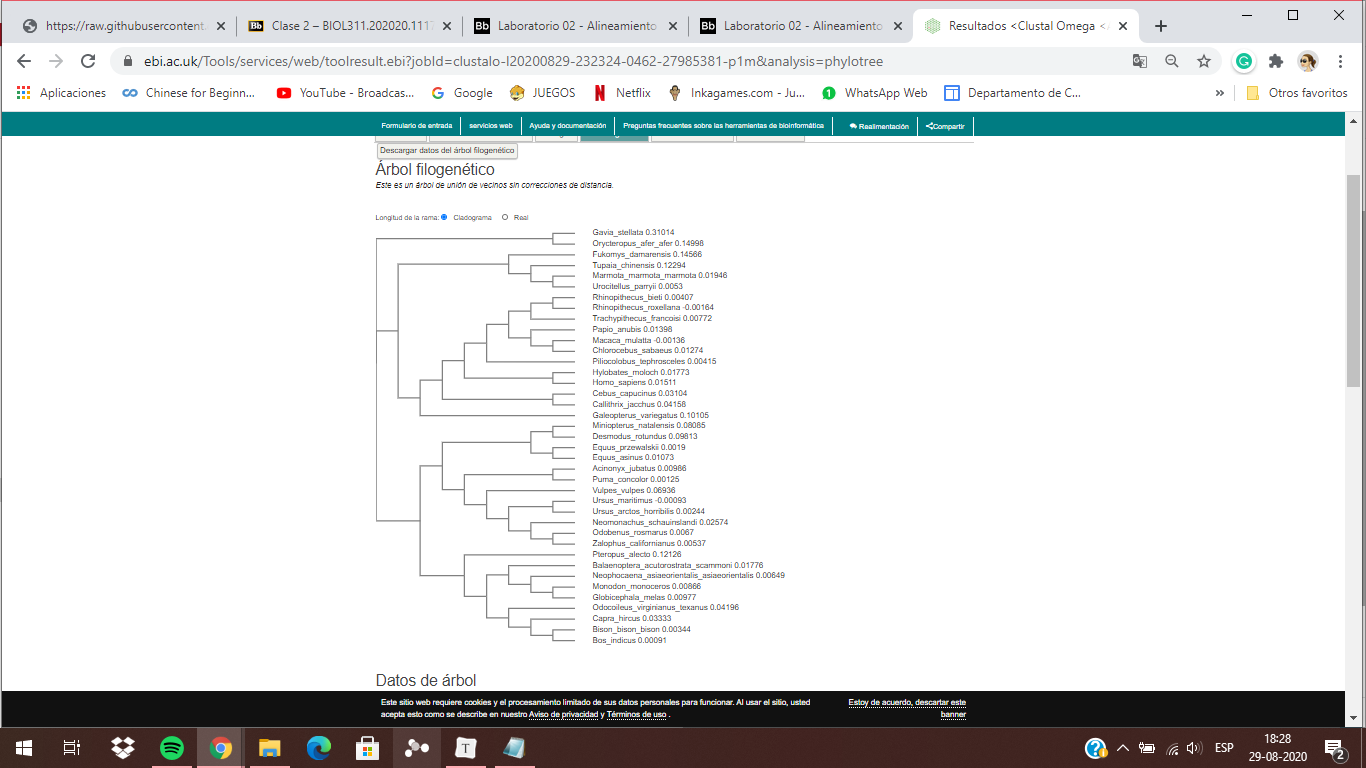 https://raw.githubusercontent.
Clase 2 – BIOL311.202020.1117
Laboratorio 02 - Alineamiento
Laboratorio 02 - Alineamiento
Resultados <Clustal Omega <
ebi.ac.uk/Tools/services/web/toolresult.ebi?jobId=clustalo-I20200829-232324-0462-27985381-p1m&analysis=phylotree
Aplicaciones
Chinese for Beginn...
YouTube - Broadcas...
Google
JUEGOS
Netflix
Inkagames.com - Ju...
WhatsApp Web
Departamento de C...
»
Otros favoritos
Formulario de entrada
servicios web
Ayuda y documentación
Preguntas frecuentes sobre las herramientas de bioinformática
Realimentación
Compartir
Descargar datos del árbol filogenético
Árbol filogenético
Este es un árbol de unión de vecinos sin correcciones de distancia.
Longitud de la rama: Cladograma Real
Gavia_stellata 0.31014
Orycteropus_afer_afer 0.14998
Fukomys_damarensis 0.14566
Tupaia_chinensis 0.12294
Marmota_marmota_marmota 0.01946
Urocitellus_parryii 0.0053
Rhinopithecus_bieti 0.00407
Rhinopithecus_roxellana -0.00164
Trachypithecus_francoisi 0.00772
Papio_anubis 0.01398
Macaca_mulatta -0.00136
Chlorocebus_sabaeus 0.01274
Piliocolobus_tephrosceles 0.00415
Hylobates_moloch 0.01773
Homo_sapiens 0.01511
Cebus_capucinus 0.03104
Callithrix_jacchus 0.04158
Galeopterus_variegatus 0.10105
Miniopterus_natalensis 0.08085
Desmodus_rotundus 0.09813
Equus_przewalskii 0.0019
Equus_asinus 0.01073
Acinonyx_jubatus 0.00986
Puma_concolor 0.00125
Vulpes_vulpes 0.06936
Ursus_maritimus -0.00093
Ursus_arctos_horribilis 0.00244
Neomonachus_schauinslandi 0.02574
Odobenus_rosmarus 0.0067
Zalophus_californianus 0.00537
Pteropus_alecto 0.12126
Balaenoptera_acutorostrata_scammoni 0.01776
Neophocaena_asiaeorientalis_asiaeorientalis 0.00649
Monodon_monoceros 0.00866
Globicephala_melas 0.00977
Odocoileus_virginianus_texanus 0.04196
Capra_hircus 0.03333
Bison_bison_bison 0.00344
Bos_indicus 0.00091
Datos de árbol
Este sitio web requiere cookies y el procesamiento limitado de sus datos personales para funcionar. Al usar el sitio, usted
acepta esto como se describe en nuestro Aviso de privacidad y Términos de uso .
Estoy de acuerdo, descartar este
banner
ESP
18:28
29-08-2020
2